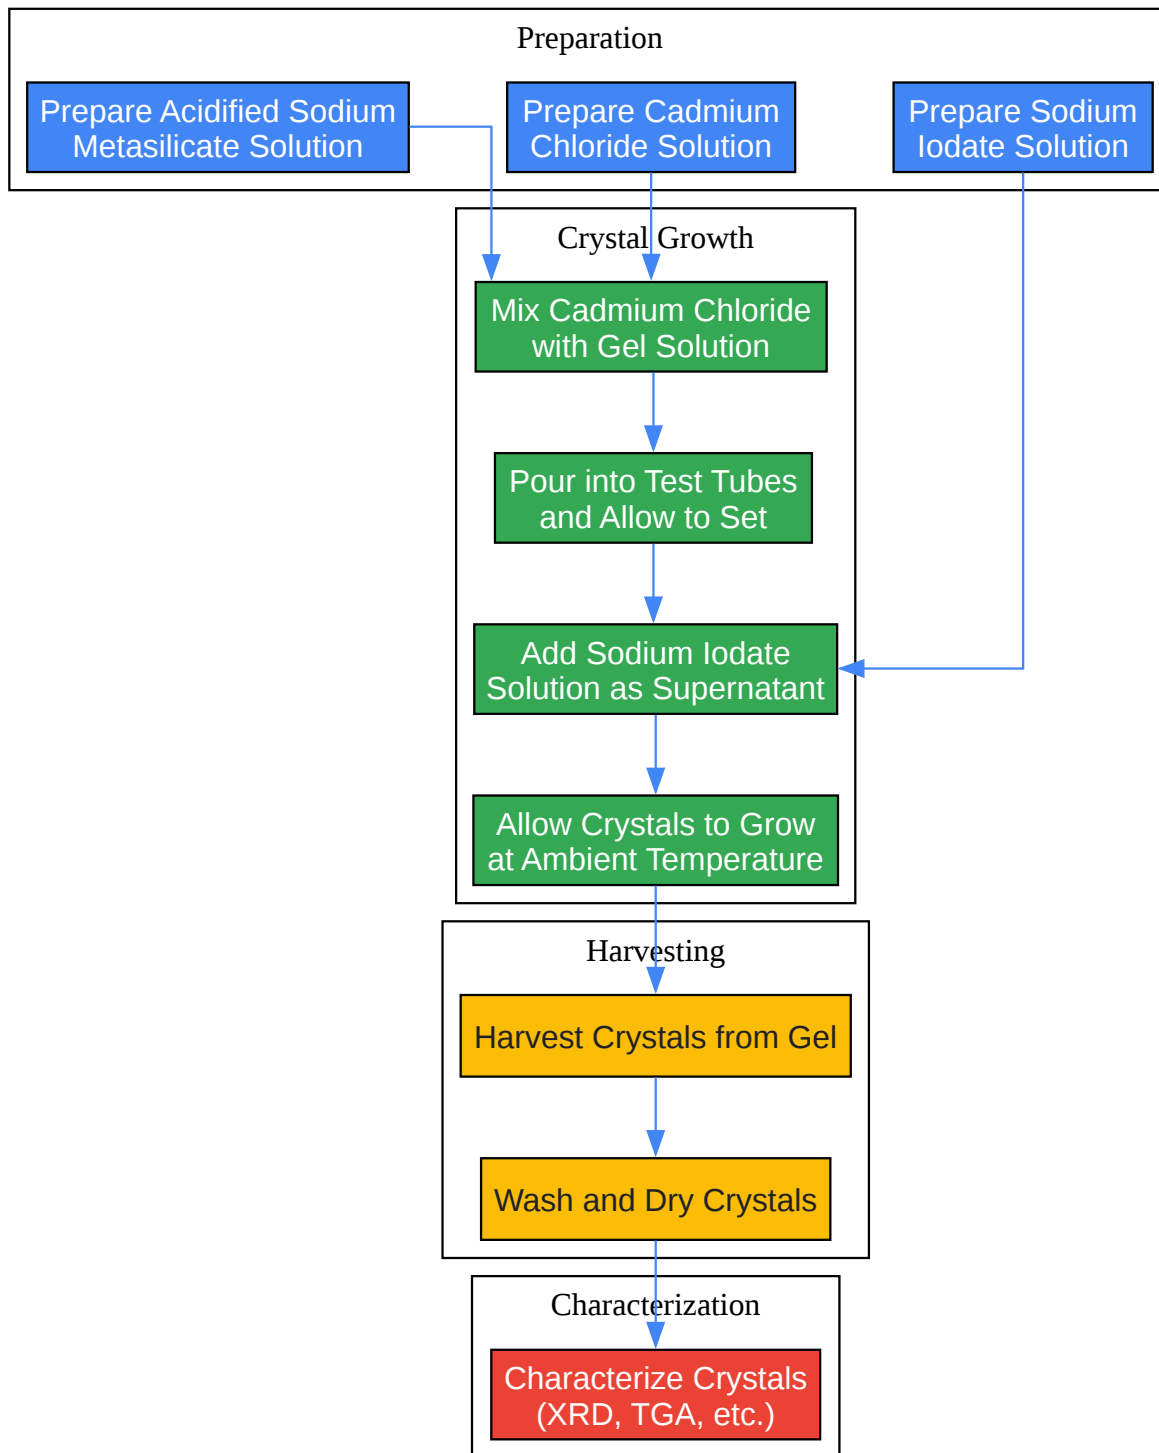 Preparation
Prepare Acidified Sodium
Metasilicate Solution
Prepare Cadmium
Chloride Solution
Prepare Sodium
Iodate Solution
Crystal Growth
Mix Cadmium Chloride
with Gel Solution
Pour into Test Tubes
and Allow to Set
Add Sodium Iodate
Solution as Supernatant
Allow Crystals to Grow
at Ambient Temperature
Harvesting
Harvest Crystals from Gel
Wash and Dry Crystals
Characterization
Characterize Crystals
(XRD, TGA, etc.)